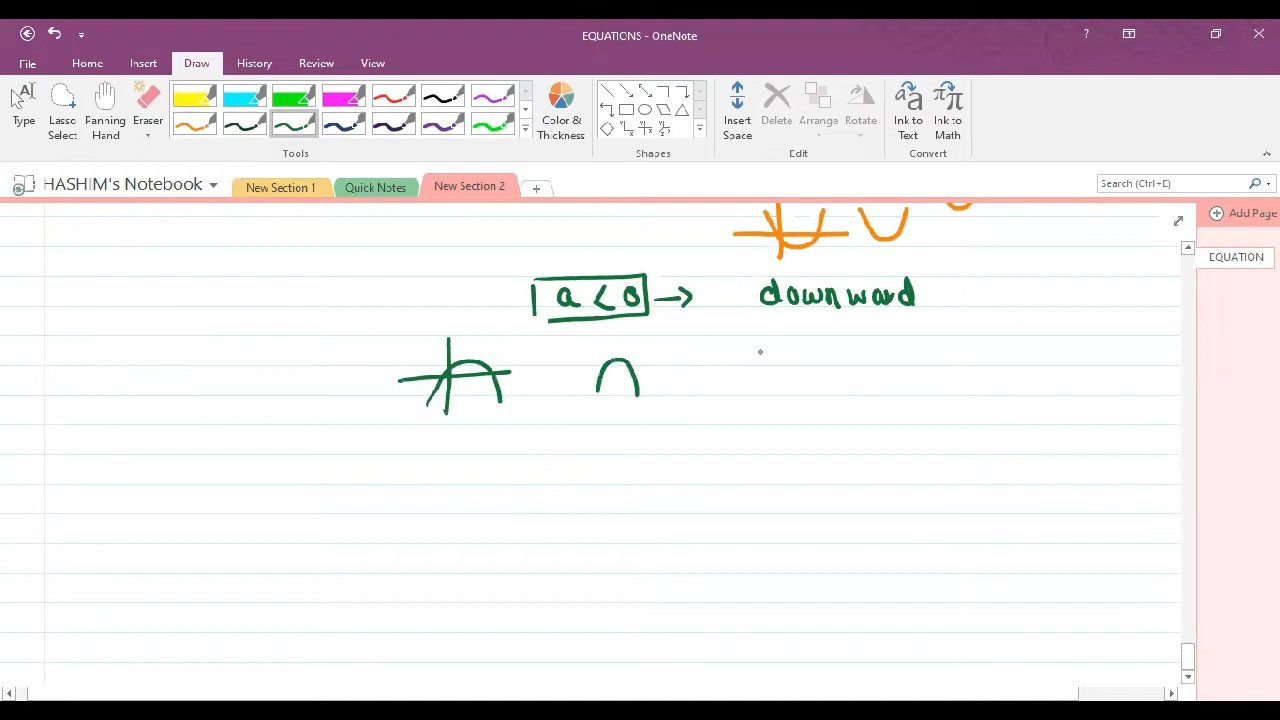 EQUATIONS - OneNote
?
File Home Insert Draw History Review View
Type
Lasso Select
Panning Hand
Eraser
Color & Thickness
Insert Space
Delete
Arrange
Rotate
Ink to Text
Ink to Math
Tools
Shapes
Edit
Convert
HASHIM's Notebook
New Section 1
Quick Notes
New Section 2
+
Search (Ctrl+E)
Add Page
EQUATION
a < 0 → downward